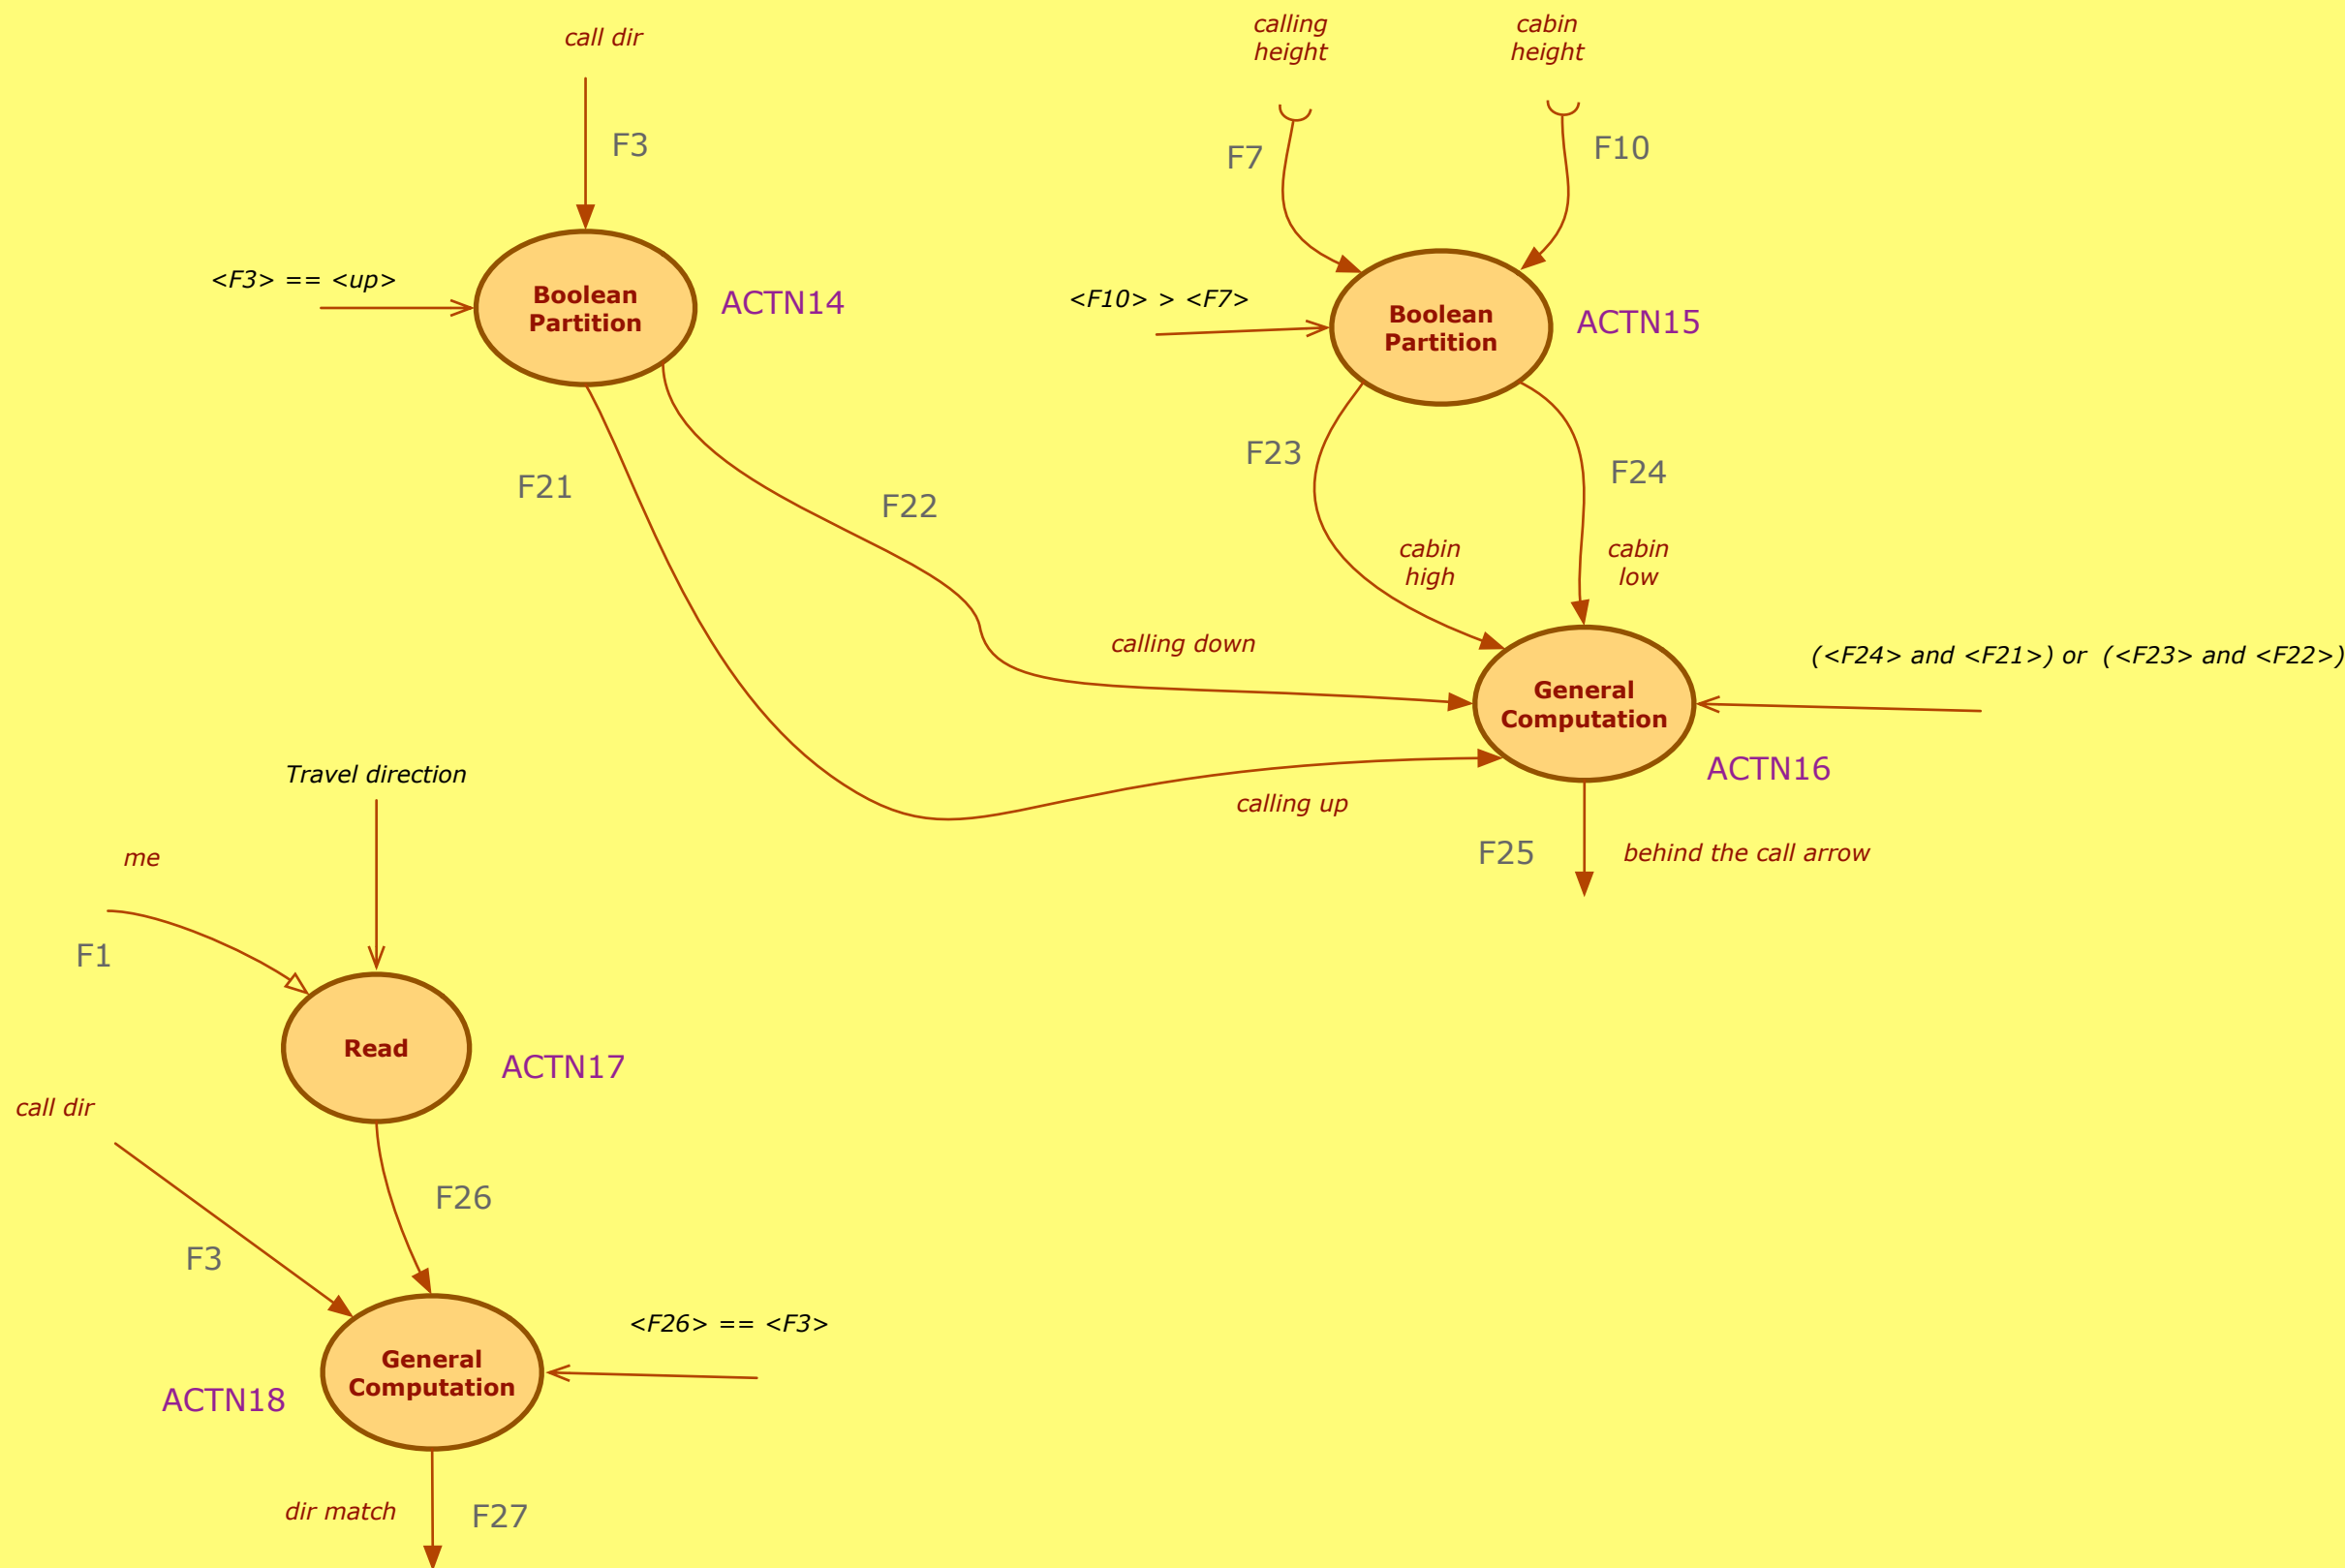 call dir
calling
height
cabin
height
F3
F7
F10
<F3> == <up>
Boolean
Partition
ACTN14
<F10> > <F7>
Boolean
Partition
ACTN15
F21
F22
F23
F24
cabin
high
cabin
low
calling down
(<F24> and <F21>) or  (<F23> and <F22>)
General
Computation
ACTN16
calling up
F25
behind the call arrow
Travel direction
me
F1
Read
ACTN17
call dir
F26
F3
<F26> == <F3>
General
Computation
ACTN18
dir match
F27